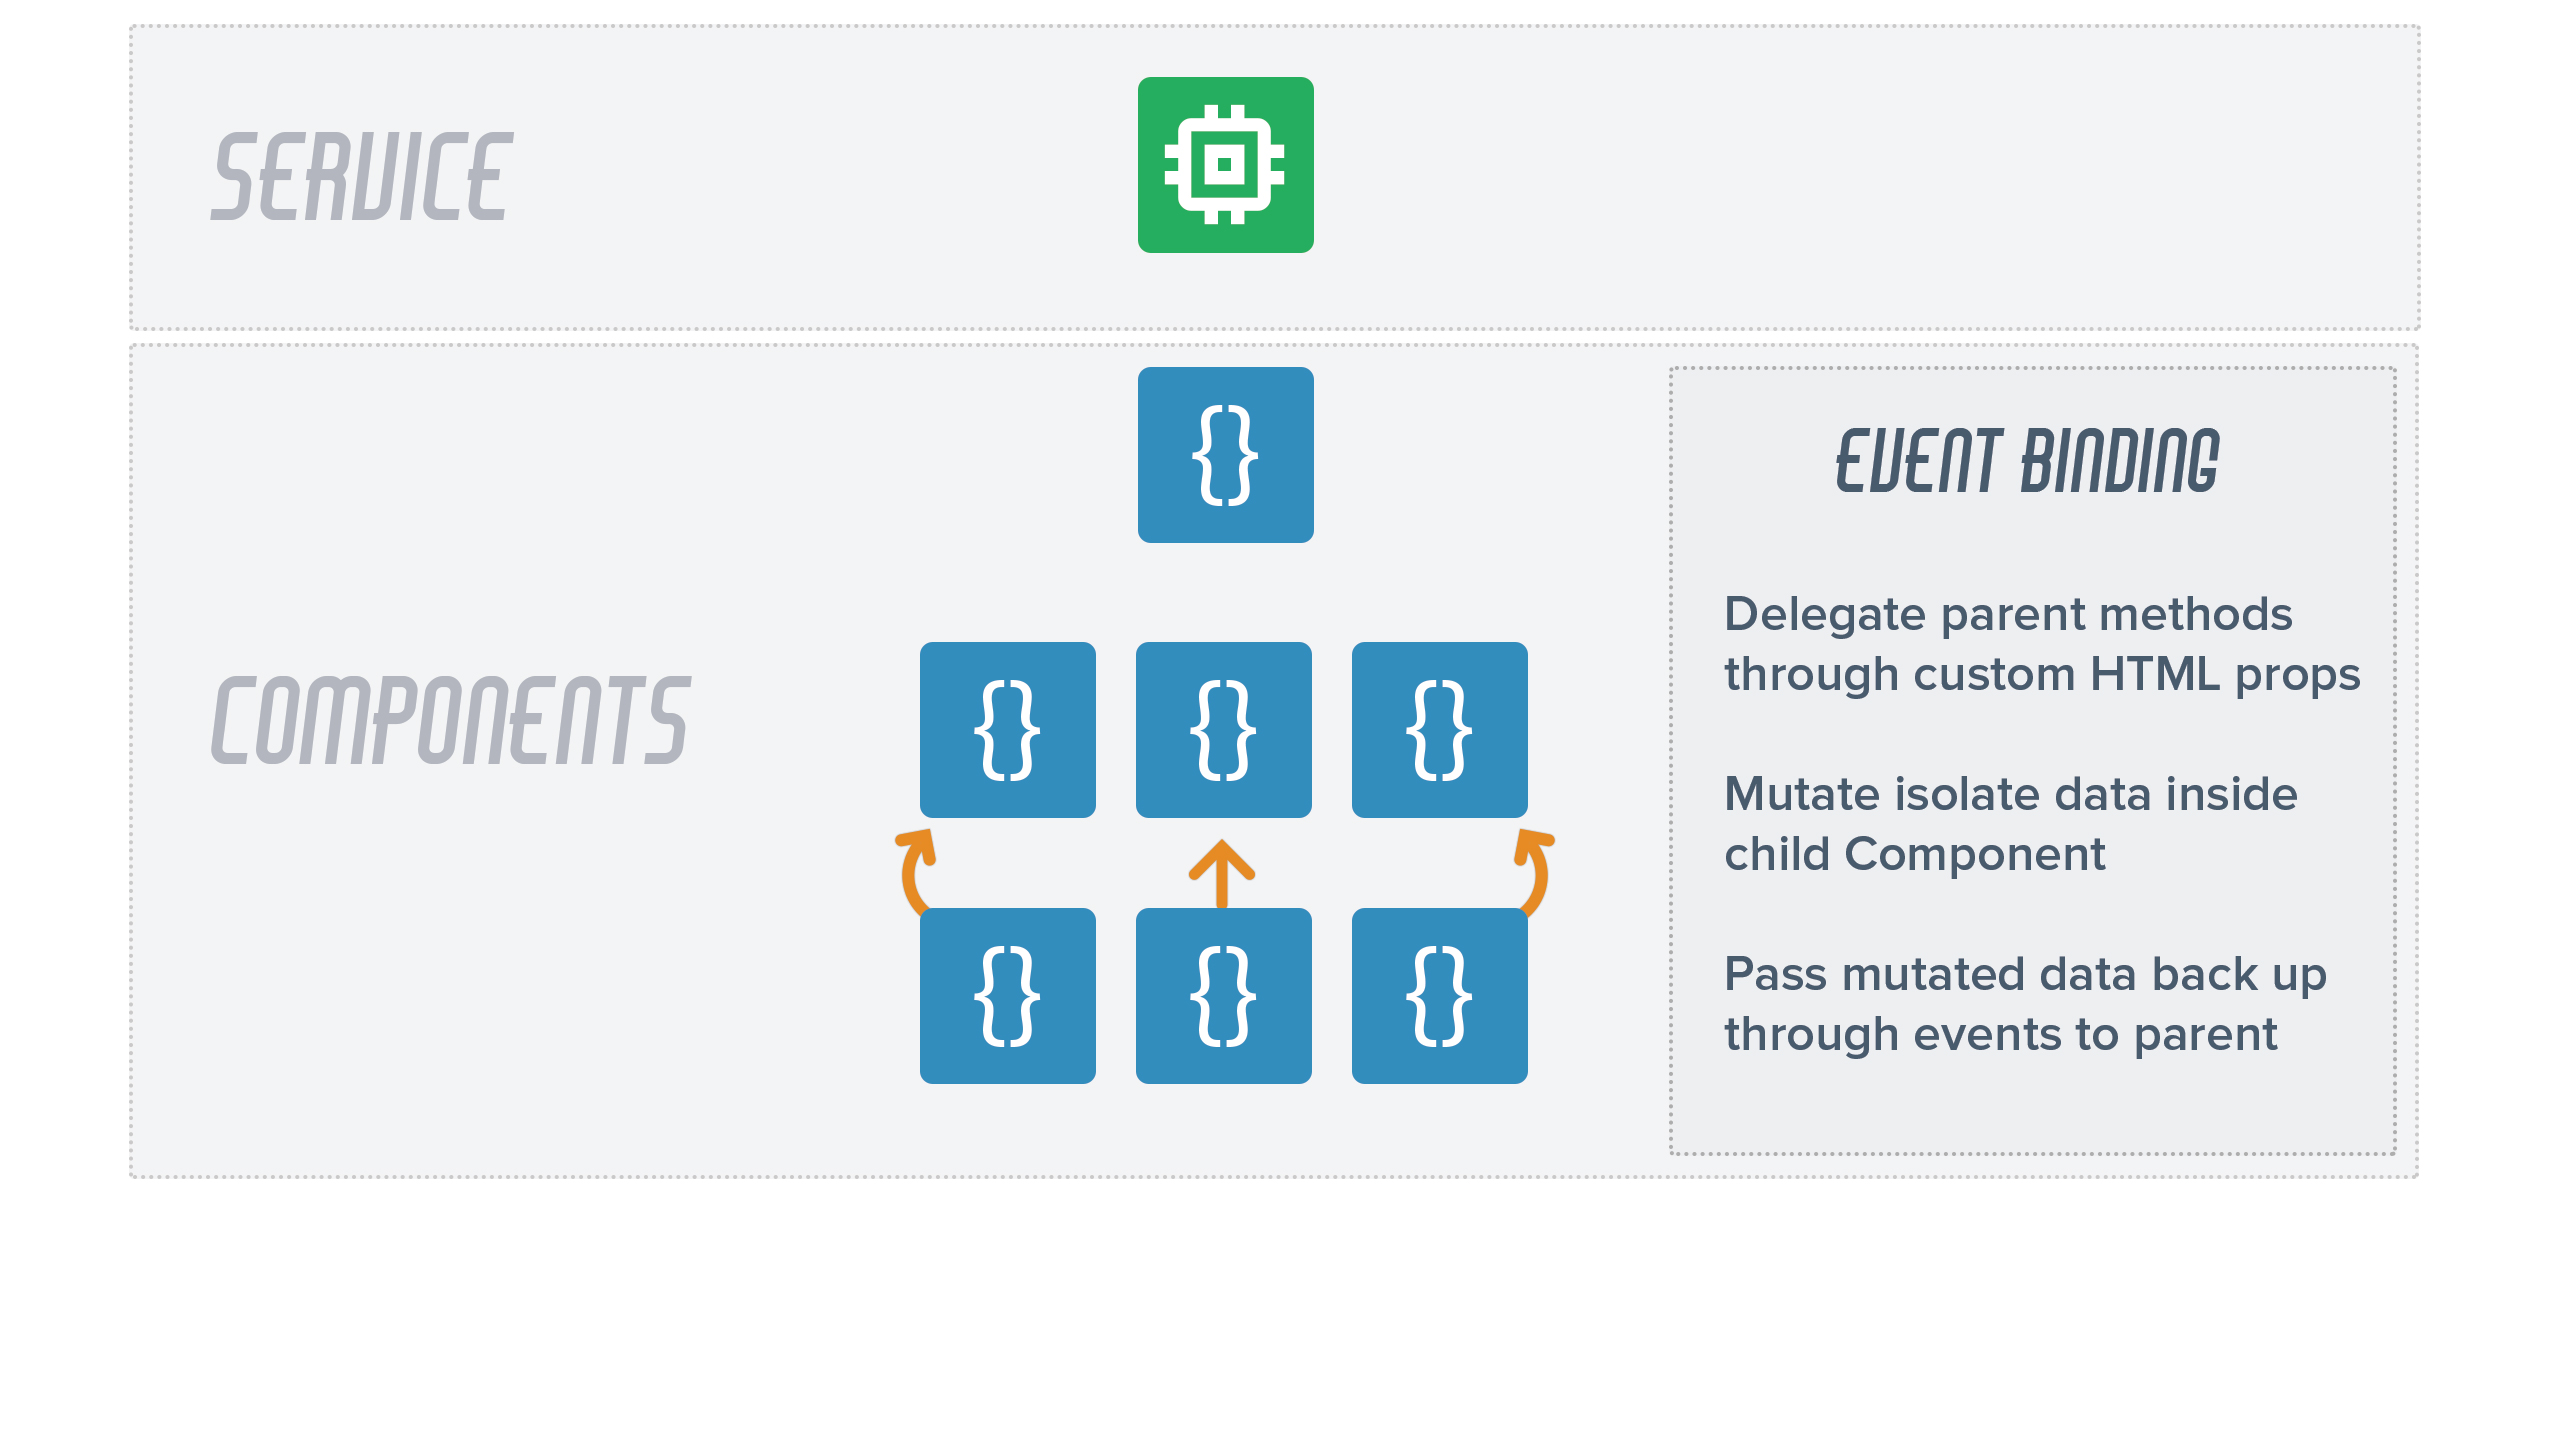 SERVICE
{}
COMPONENTS
{} {} {}
{} {} {}
EVENT BINDING
Delegate parent methods
through custom HTML props
Mutate isolate data inside
child Component
Pass mutated data back up
through events to parent